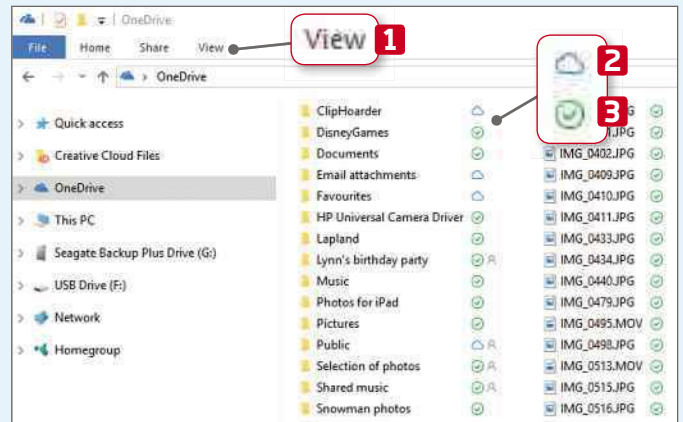 OneDrive
File Home Share View
View 1
OneDrive
2
3
Quick access
Creative Cloud Files
OneDrive
This PC
Seagate Backup Plus Drive (G:)
USB Drive (F:)
Network
Homegroup
ClipHoarder
DisneyGames
Documents
Email attachments
Favourites
HP Universal Camera Driver
Lapland
Lynn's birthday party
Music
Photos for iPad
Pictures
Public
Selection of photos
Shared music
Snowman photos
IMG_0402.JPG
IMG_0409.JPG
IMG_0410.JPG
IMG_0411.JPG
IMG_0433.JPG
IMG_0434.JPG
IMG_0440.JPG
IMG_0479.JPG
IMG_0495.MOV
IMG_0498.JPG
IMG_0513.MOV
IMG_0515.JPG
IMG_0516.JPG